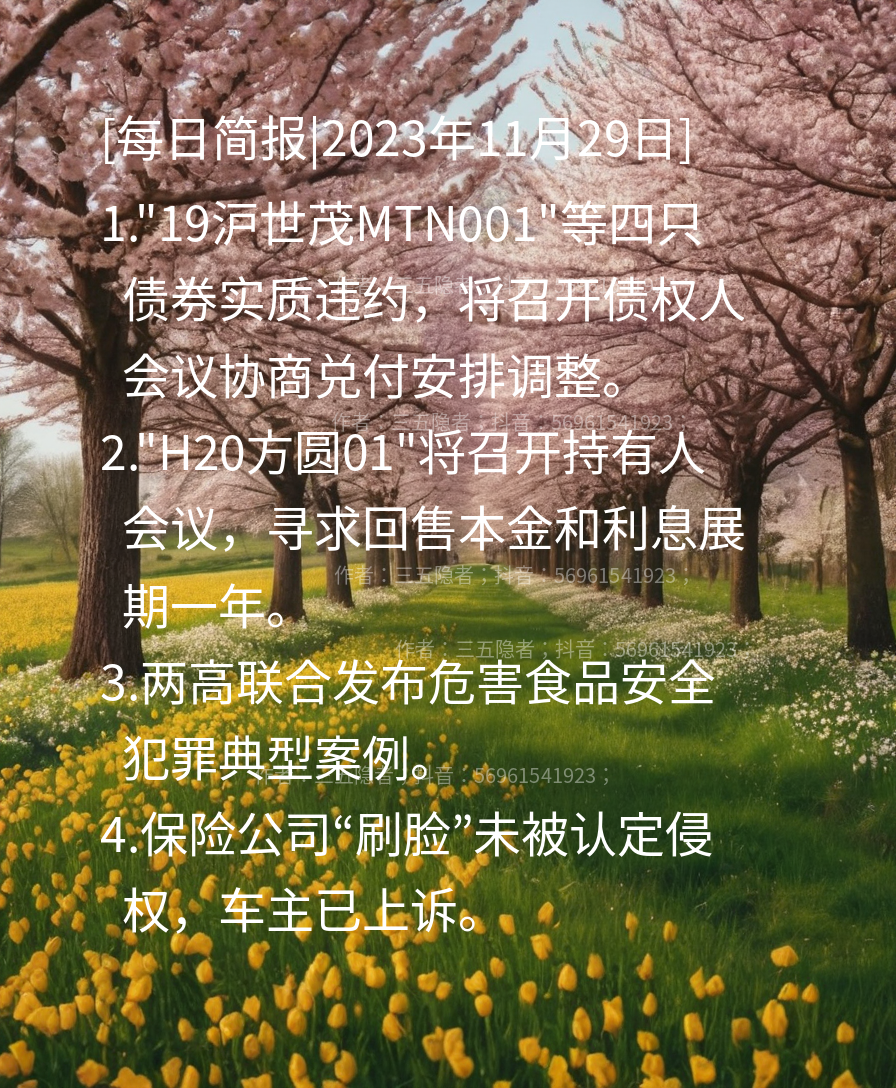 [每日简报|2023年11月29日]
1."19沪世茂MTN001"等四只
债券实质违约，将召开债权人
会议协商兑付安排调整。
作者：三五隐者；抖音：56961541923
2."H20方圆01"将召开持有人
会议，寻求回售本金和利息展
作者：三五隐者；抖音：56961541923；
期一年。
作者：三五隐者；抖音：56961541923
3.两高联合发布危害食品安全
犯罪典型案例。
三五隐者；抖音：56961541923；
4.保险公司“刷脸”未被认定侵
权，车主已上诉。